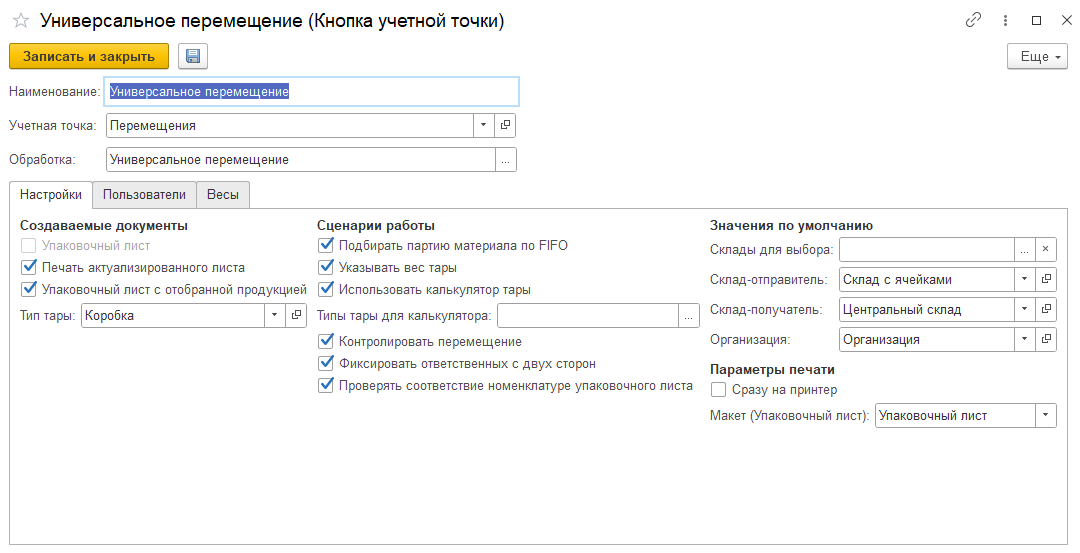 Универсальное перемещение (Кнопка учетной точки)
Записать и закрыть
Еще
Наименование: Универсальное перемещение
Учетная точка: Перемещения
Обработка: Универсальное перемещение ...
Настройки Пользователи Весы
Создаваемые документы
Упаковочный лист
Печать актуализированного листа
Упаковочный лист с отобранной продукцией
Тип тары: Коробка
Сценарии работы
Подбирать партию материала по FIFO
Указывать вес тары
Использовать калькулятор тары
Типы тары для калькулятора: ...
Контролировать перемещение
Фиксировать ответственных с двух сторон
Проверять соответствие номенклатуре упаковочного листа
Значения по умолчанию
Склады для выбора: ... ×
Склад-отправитель: Склад с ячейками
Склад-получатель: Центральный склад
Организация: Организация
Параметры печати
Сразу на принтер
Макет (Упаковочный лист): Упаковочный лист